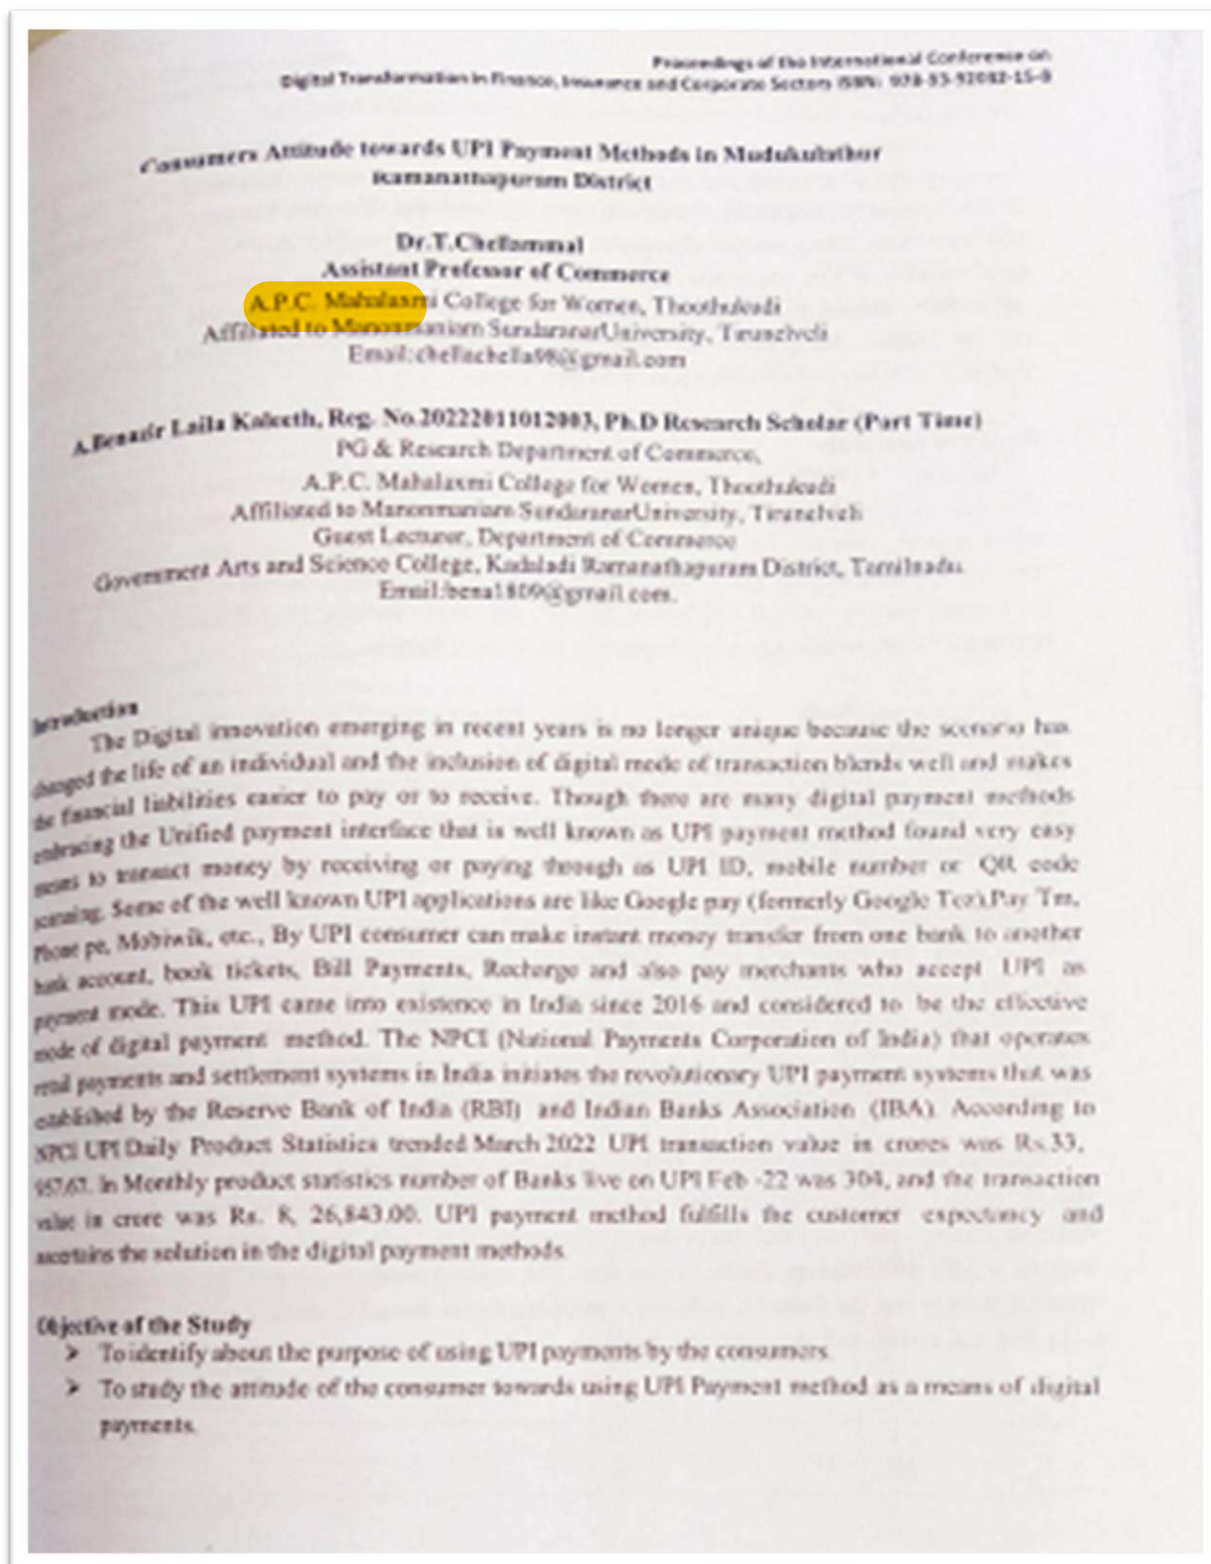 Proceedings of the International Conference on
Digital Transformation in Finance, Insurance and Corporate Sectors ISBN: 978-93-92042-15-8
Consumers Attitude towards UPI Payment Methods in Mudukulathur
Ramanathapuram District
Dr.T.Chellammal
Assistant Professor of Commerce
A.P.C. Mahalaxmi College for Women, Thoothukudi
Affiliated to Manonmaniam SundaranarUniversity, Tirunelveli
Email:chellachella98@gmail.com
A.Benazir Laila Kaleeth, Reg. No.20222011012003, Ph.D Research Scholar (Part Time)
PG & Research Department of Commerce,
A.P.C. Mahalaxmi College for Women, Thoothukudi
Affiliated to Manonmaniam SundaranarUniversity, Tirunelveli
Guest Lecturer, Department of Commerce
Government Arts and Science College, Kadaladi Ramanathapuram District, Tamilnadu.
Email:bena1809@gmail.com.
Introduction
The Digital innovation emerging in recent years is no longer unique because the scenario has
changed the life of an individual and the inclusion of digital mode of transaction blends well and makes
the financial liabilities easier to pay or to receive. Though there are many digital payment methods
embracing the Unified payment interface that is well known as UPI payment method found very easy
means to transact money by receiving or paying through as UPI ID, mobile number or QR code
scanning. Some of the well known UPI applications are like Google pay (formerly Google Tez),Pay Tm,
Phone pe, Mobiwik, etc., By UPI consumer can make instant money transfer from one bank to another
bank account, book tickets, Bill Payments, Recharge and also pay merchants who accept UPI as
payment mode. This UPI came into existence in India since 2016 and considered to be the effective
mode of digital payment method. The NPCI (National Payments Corporation of India) that operates
retail payments and settlement systems in India initiates the revolutionary UPI payment systems that was
established by the Reserve Bank of India (RBI) and Indian Banks Association (IBA). According to
NPCI UPI Daily Product Statistics trended March 2022 UPI transaction value in crores was Rs.33,
957.67. In Monthly product statistics number of Banks live on UPI Feb -22 was 304, and the transaction
value in crore was Rs. 8, 26,843.00. UPI payment method fulfills the customer expectancy and
ascertains the solution in the digital payment methods.
Objective of the Study
➢ To identify about the purpose of using UPI payments by the consumers.
➢ To study the attitude of the consumer towards using UPI Payment method as a means of digital
payments.